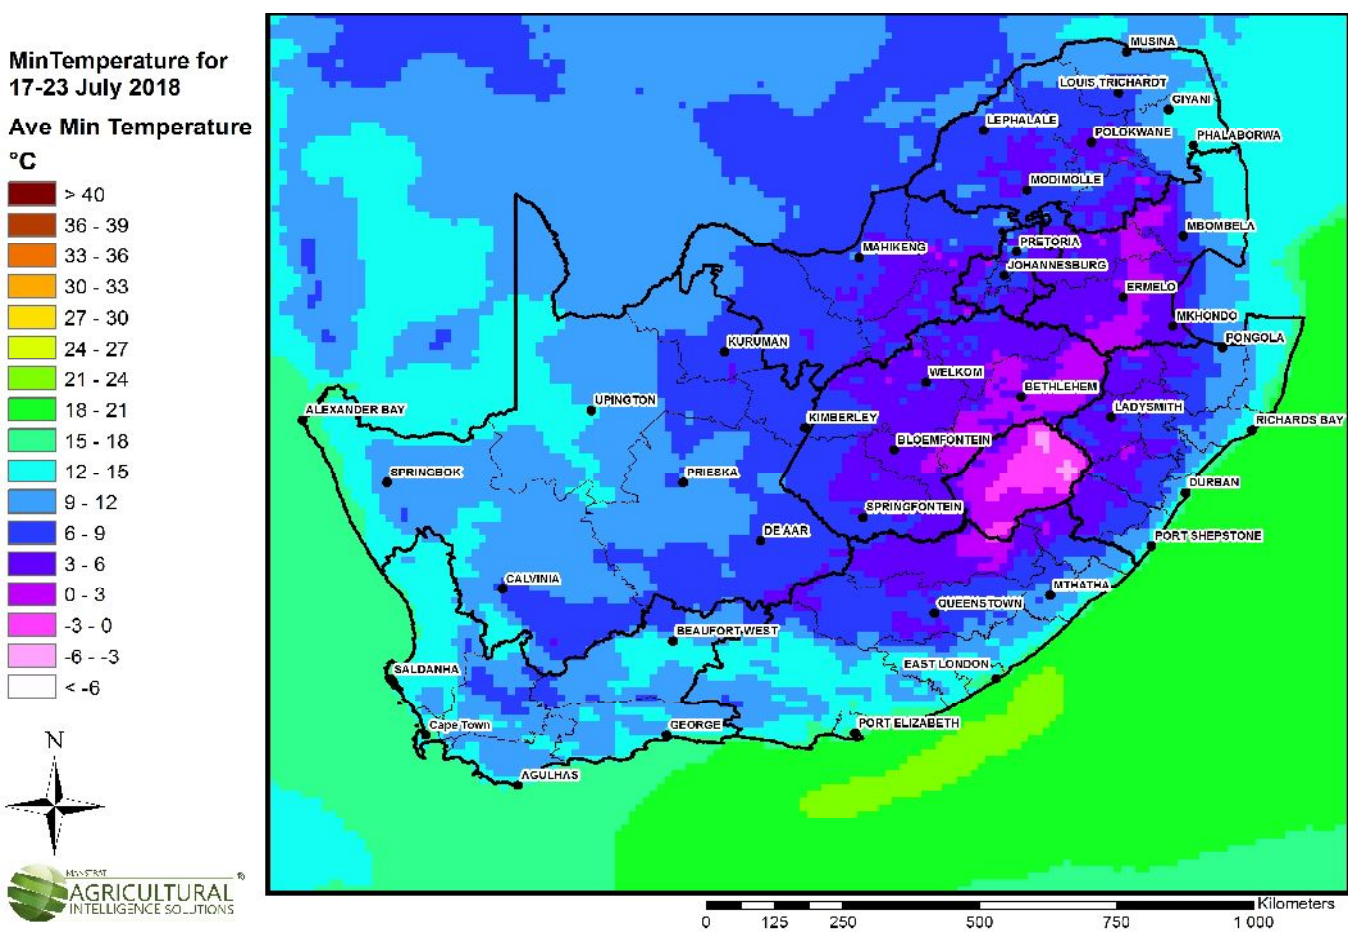 MinTemperature for
17-23 July 2018
Ave Min Temperature
°C
> 40
36 - 39
33 - 36
30 - 33
27 - 30
24 - 27
21 - 24
18 - 21
15 - 18
12 - 15
9 - 12
6 - 9
3 - 6
0 - 3
-3 - 0
-6 - -3
< -6
N
MANSTRAT
AGRICULTURAL ®
INTELLIGENCE SOLUTIONS
MUSINA
LOUIS TRICHARDT
GIYANI
LEPHALALE
POLOKWANE
PHALABORWA
MODIMOLLE
MBOMBELA
PRETORIA
MAHIKENG
JOHANNESBURG
ERMELO
MKHONDO
PONGOLA
KURUMAN
WELKOM
BETHLEHEM
UPINGTON
LADYSMITH
ALEXANDER BAY
KIMBERLEY
RICHARDS BAY
BLOEMFONTEIN
SPRINGBOK
PRIESKA
DURBAN
SPRINGFONTEIN
DE AAR
PORT SHEPSTONE
CALVINIA
MTHATHA
QUEENSTOWN
BEAUFORT WEST
EAST LONDON
SALDANHA
Cape Town
GEORGE
PORT ELIZABETH
AGULHAS
Kilometers
0 125 250 500 750 1 000